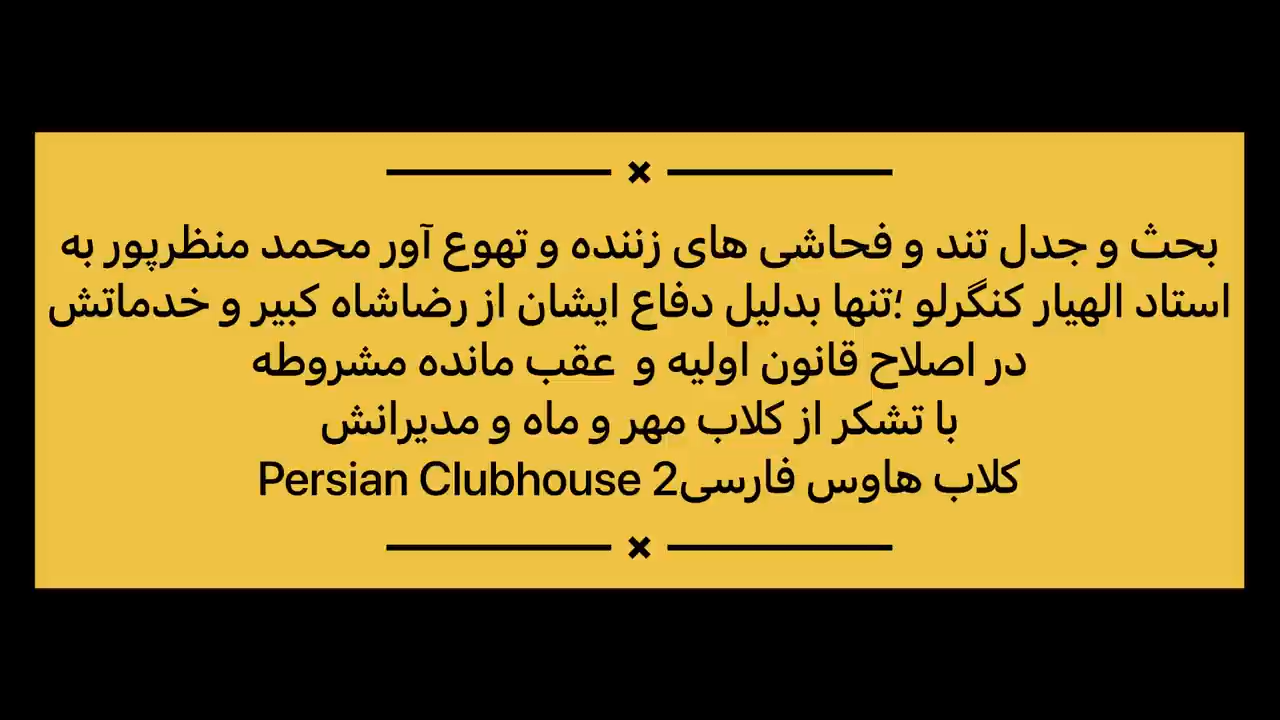 بحث و جدل تند و فحاشی های زننده و تهوع آور محمد منظرپور به
استاد الهیار کنگرلو ؛تنها بدلیل دفاع ایشان از رضاشاه کبیر و خدماتش
در اصلاح قانون اولیه و  عقب مانده مشروطه
با تشکر از کلاب مهر و ماه و مدیرانش
کلاب هاوس فارسی2 Persian Clubhouse